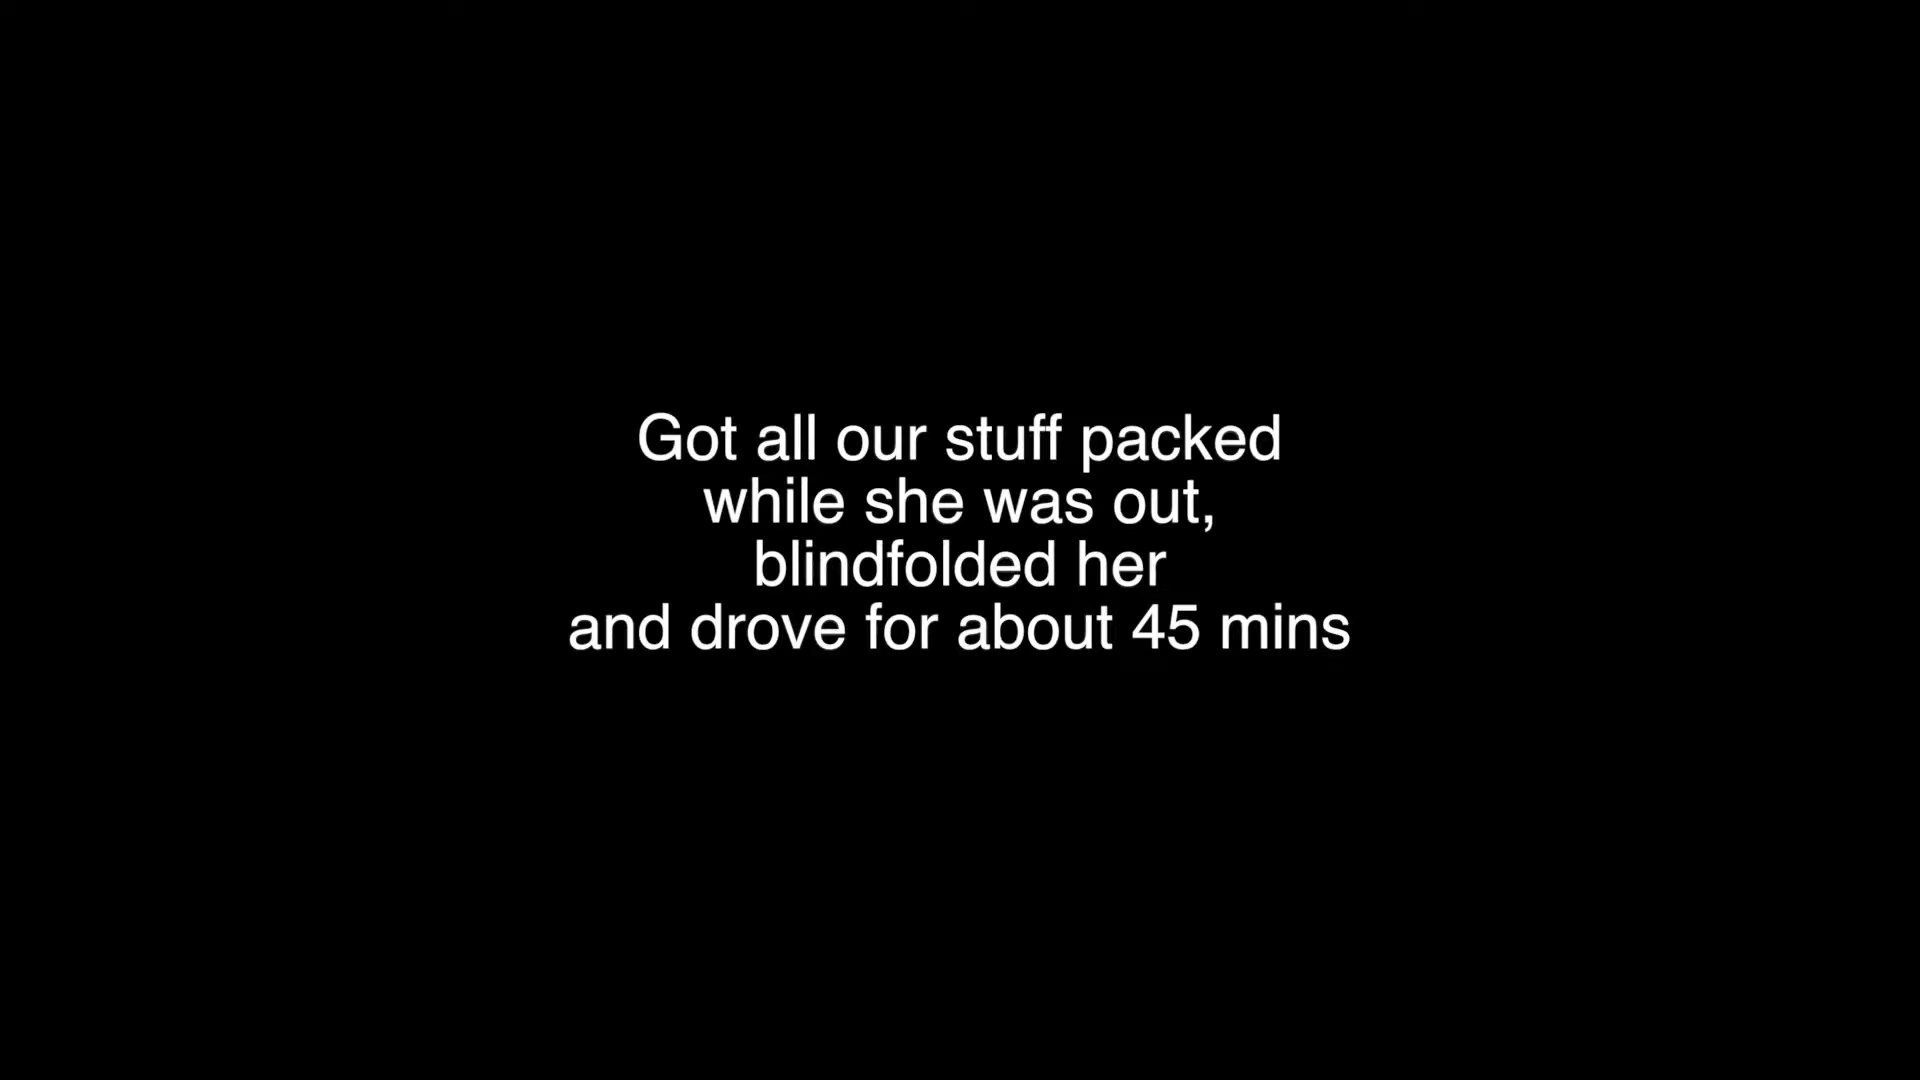 Got all our stuff packed
while she was out,
blindfolded her
and drove for about 45 mins